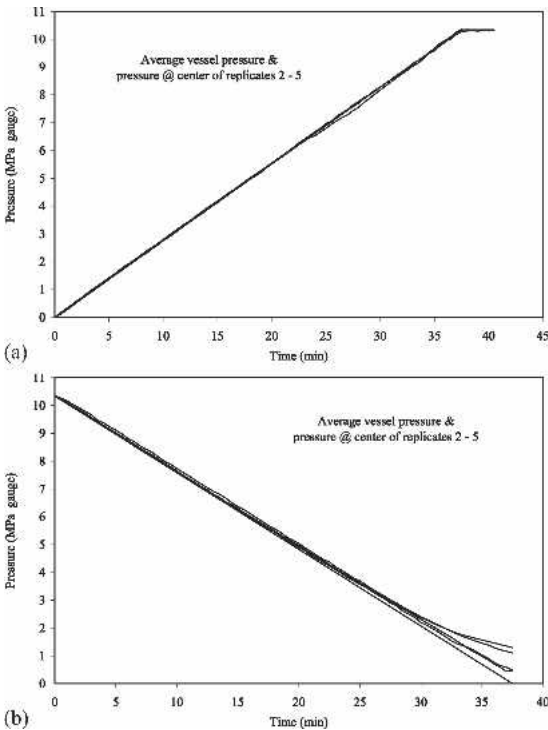 11
10
9
8
7
6
5
4
3
2
1
0
Pressure (MPa gauge)
Average vessel pressure &
pressure @ center of replicates 2 - 5
0 5 10 15 20 25 30 35 40 45
Time (min)
(a)
11
10
9
8
7
6
5
4
3
2
1
0
Pressure (MPa gauge)
Average vessel pressure &
pressure @ center of replicates 2 - 5
0 5 10 15 20 25 30 35 40
Time (min)
(b)